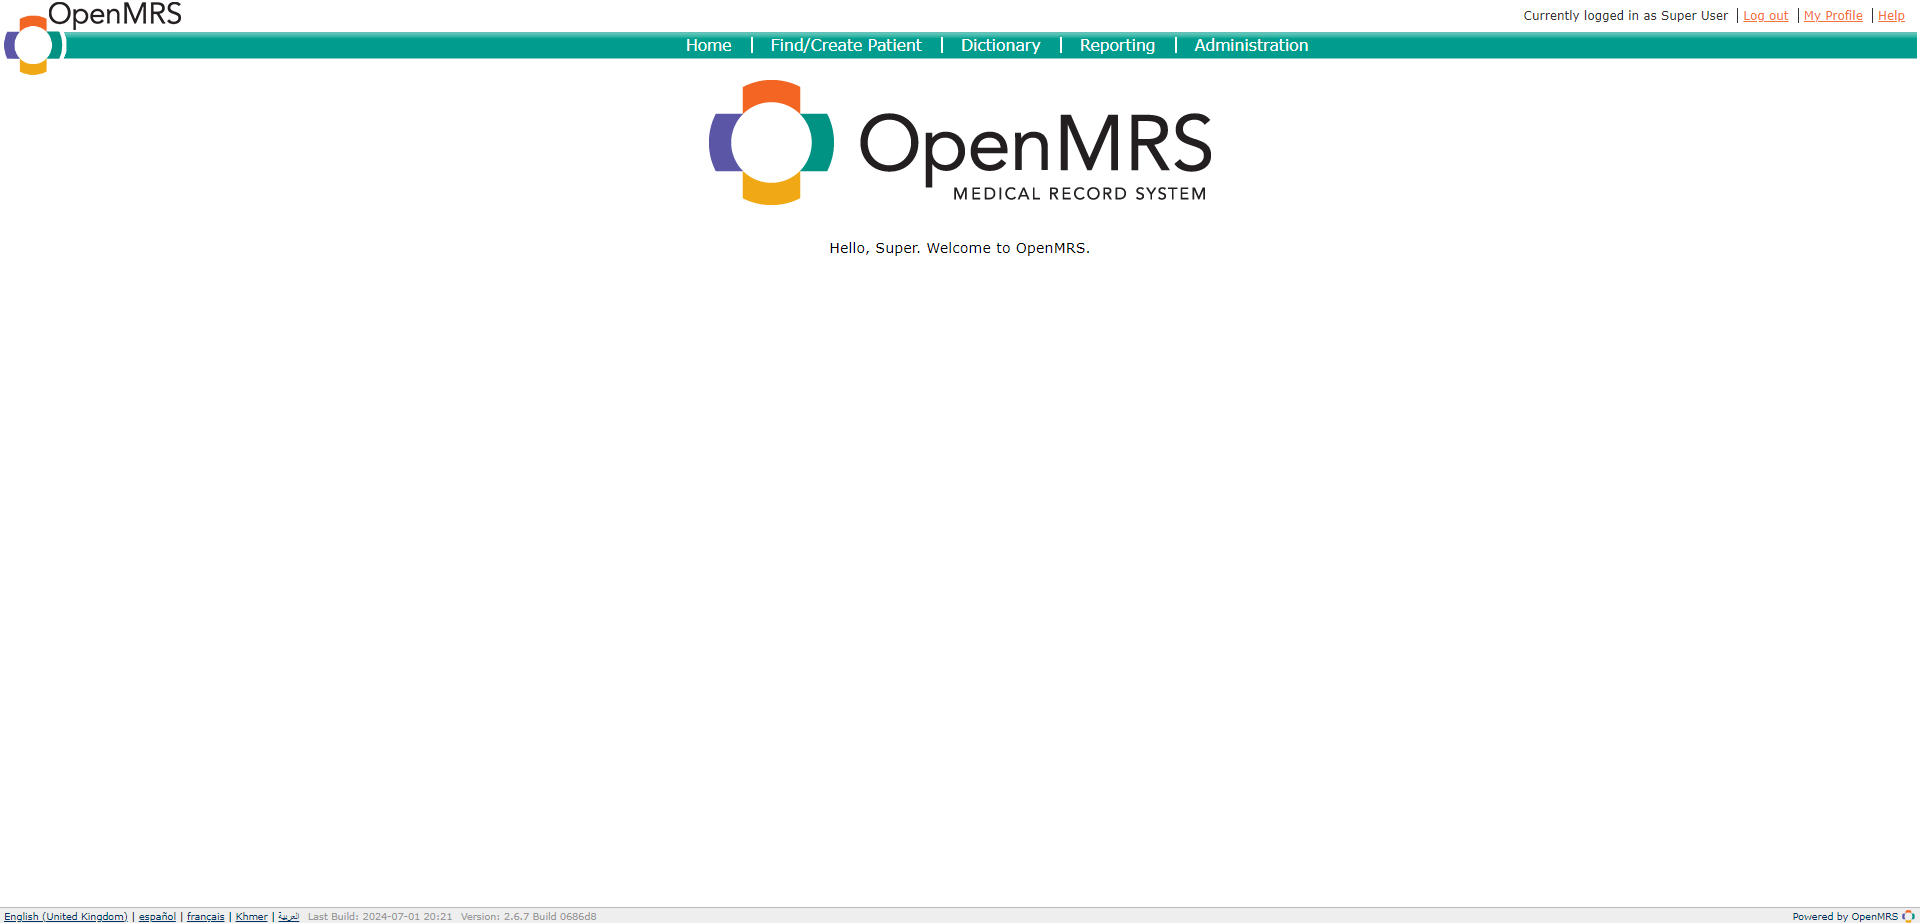 OpenMRS
Currently logged in as Super User | Log out | My Profile | Help
Home | Find/Create Patient | Dictionary | Reporting | Administration
OpenMRS
MEDICAL RECORD SYSTEM
Hello, Super. Welcome to OpenMRS.
English (United Kingdom) | español | français | Khmer | العربية Last Build: 2024-07-01 20:21 Version: 2.6.7 Build 0686d8 Powered by OpenMRS